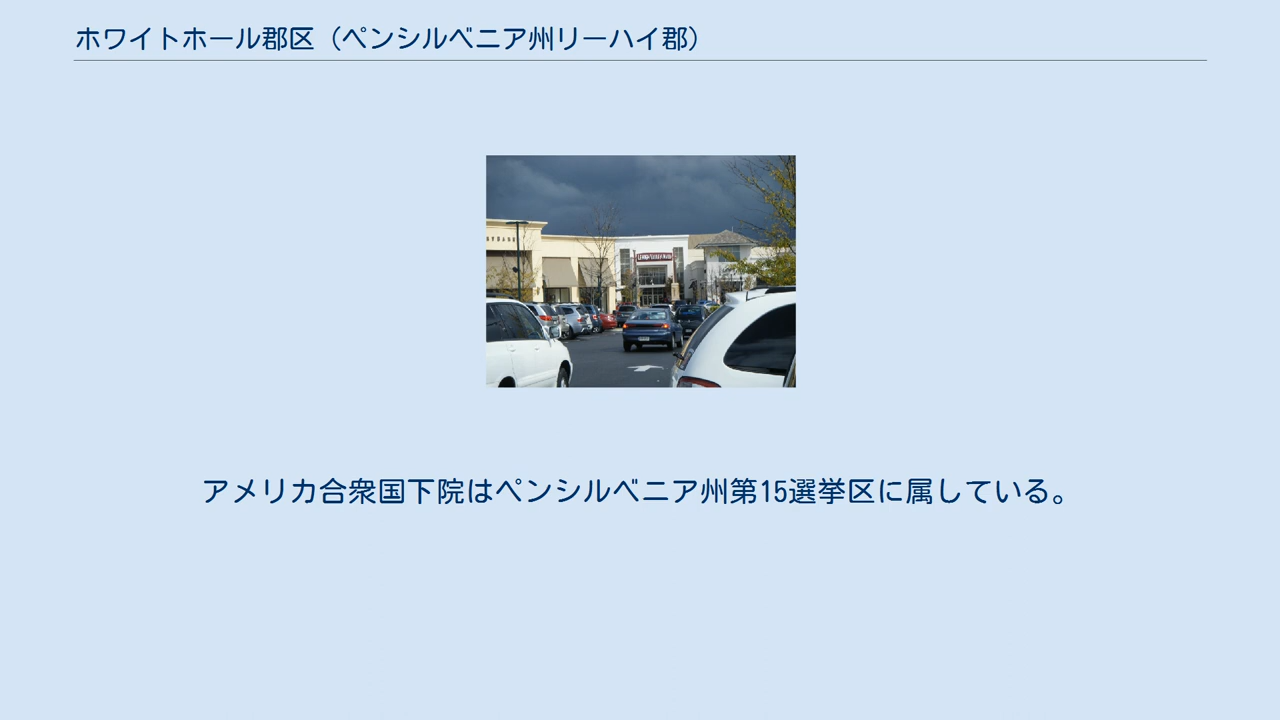 ホワイトホール郡区（ペンシルベニア州リーハイ郡）
アメリカ合衆国下院はペンシルベニア州第15選挙区に属している。